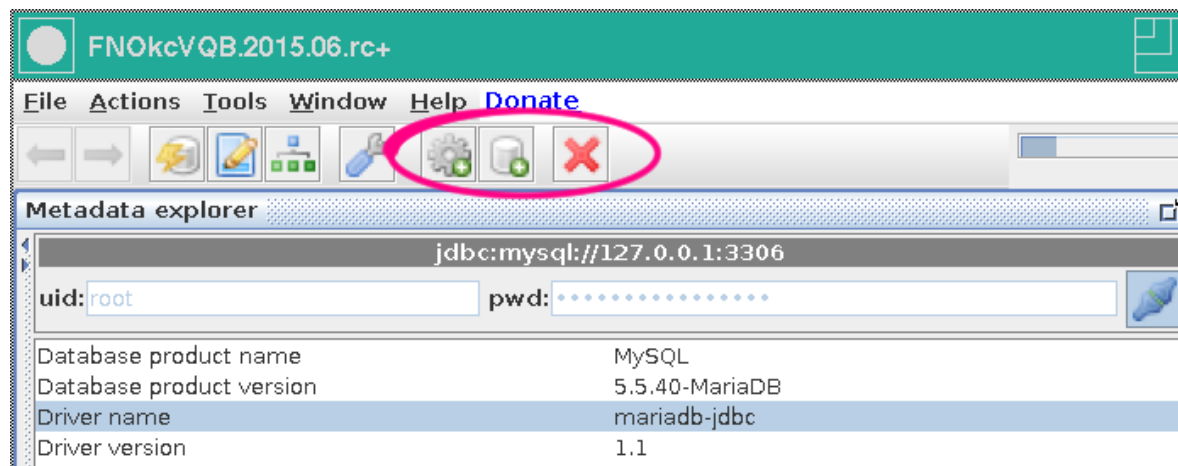 FNOkcVQB.2015.06.rc+
File Actions Tools Window Help Donate
Metadata explorer
jdbc:mysql://127.0.0.1:3306
uid: root pwd: ················
Database product name MySQL
Database product version 5.5.40-MariaDB
Driver name mariadb-jdbc
Driver version 1.1